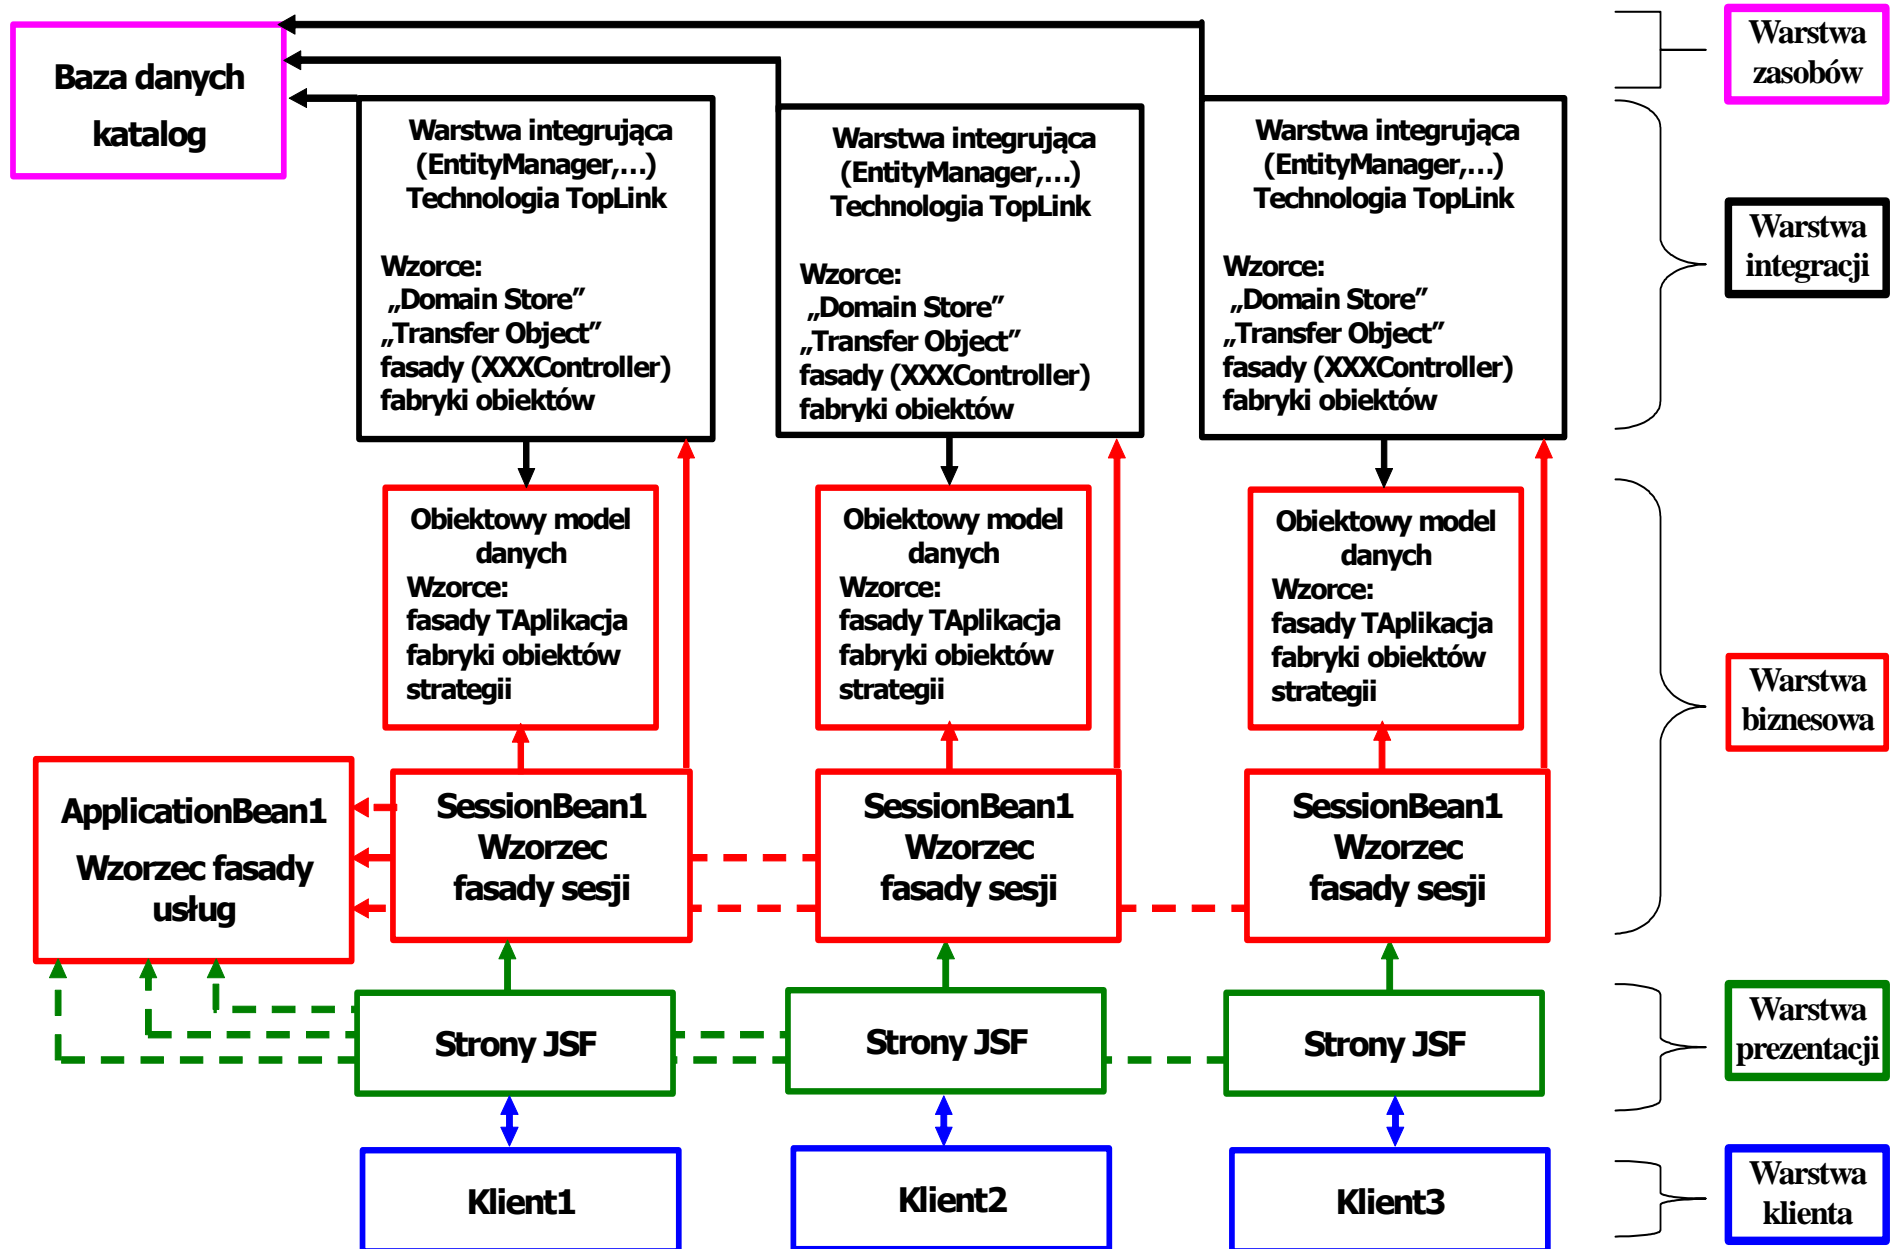 Baza danych
katalog
Warstwa integrująca
(EntityManager,...)
Technologia TopLink
Wzorce:
„Domain Store”
„Transfer Object”
fasady (XXXController)
fabryki obiektów
Warstwa integrująca
(EntityManager,...)
Technologia TopLink
Wzorce:
„Domain Store”
„Transfer Object”
fasady (XXXController)
fabryki obiektów
Warstwa integrująca
(EntityManager,...)
Technologia TopLink
Wzorce:
„Domain Store”
„Transfer Object”
fasady (XXXController)
fabryki obiektów
Warstwa
zasobów
Warstwa
integracji
Obiektowy model
danych
Wzorce:
fasady TAplikacja
fabryki obiektów
strategii
Obiektowy model
danych
Wzorce:
fasady TAplikacja
fabryki obiektów
strategii
Obiektowy model
danych
Wzorce:
fasady TAplikacja
fabryki obiektów
strategii
Warstwa
biznesowa
ApplicationBean1
Wzorzec fasady
usług
SessionBean1
Wzorzec
fasady sesji
SessionBean1
Wzorzec
fasady sesji
SessionBean1
Wzorzec
fasady sesji
Strony JSF
Strony JSF
Strony JSF
Warstwa
prezentacji
Klient1
Klient2
Klient3
Warstwa
klienta